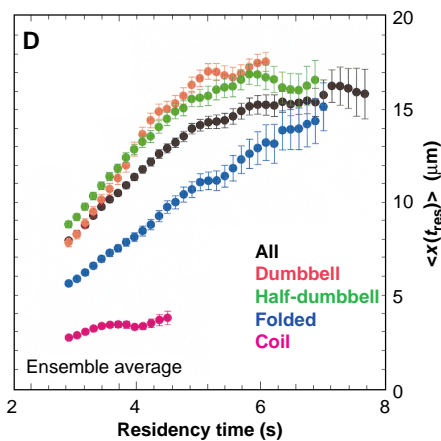 D
20
15
10
5
0
<x(t_res)> (μm)
All
Dumbbell
Half-dumbbell
Folded
Coil
Ensemble average
2 4 6 8
Residency time (s)